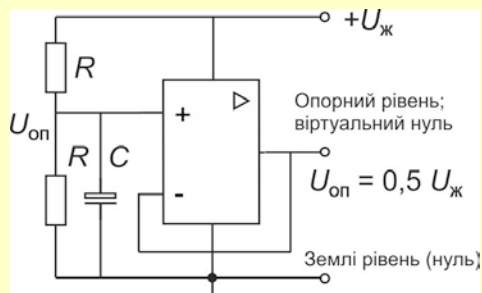 +Uж
R
+
Опорний рівень;
віртуальний нуль
Uоп
R C
-
Uоп = 0,5 Uж
Землі рівень (нуль)